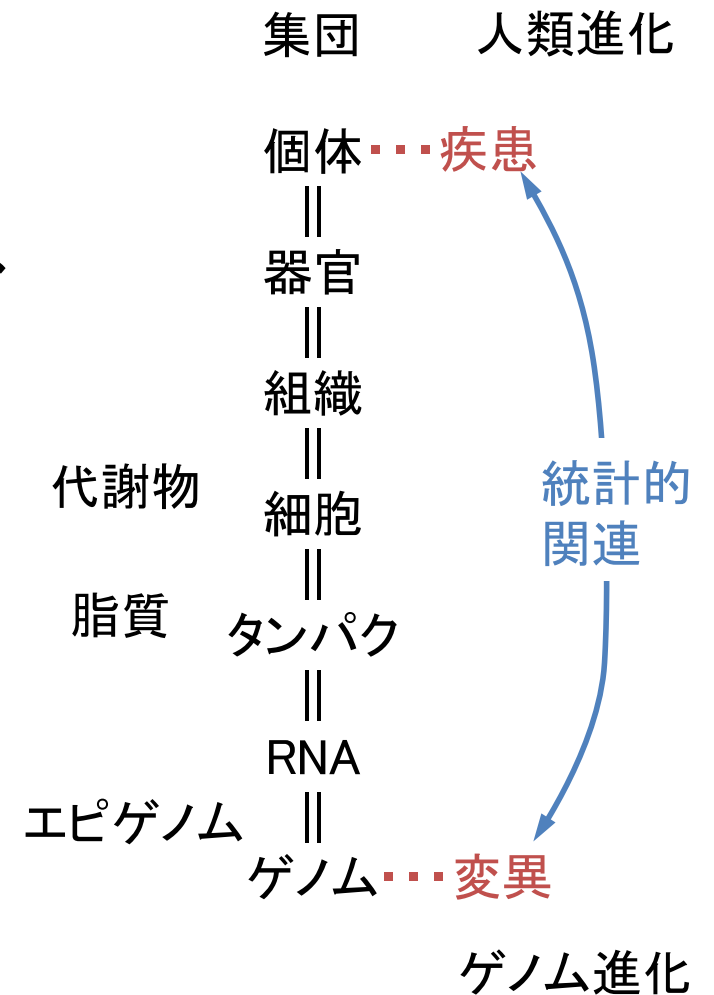 集団
人類進化
個体
疾患
器官
組織
代謝物
細胞
統計的
関連
脂質
タンパク
RNA
エピゲノム
ゲノム
変異
ゲノム進化